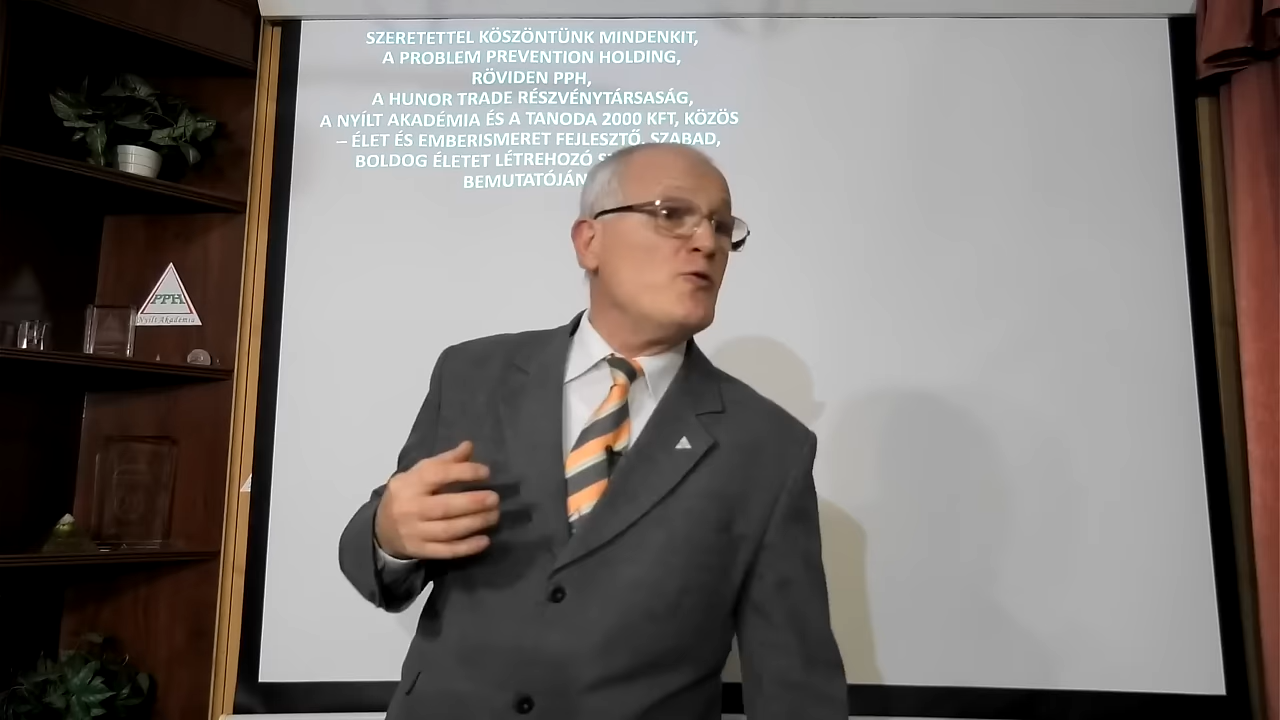 SZERETETTEL KÖSZÖNTÜNK MINDENKIT,
A PROBLEM PREVENTION HOLDING,
RÖVIDEN PPH,
A HUNOR TRADE RÉSZVÉNYTÁRSASÁG,
A NYÍLT AKADÉMIA ÉS A TANODA 2000 KFT, KÖZÖS
– ÉLET ÉS EMBERISMERET FEJLESZTŐ, SZABAD,
BOLDOG ÉLETET LÉTREHOZÓ
BEMUTATÓJÁN
PPH
Nyílt Akadémia